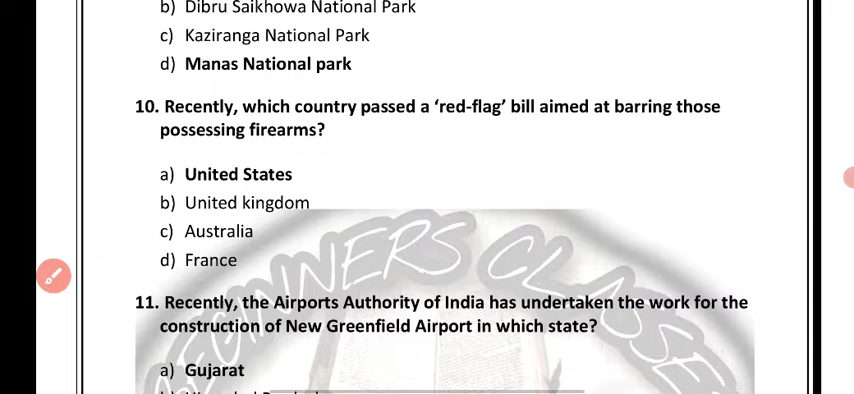 b) Dibru Saikhowa National Park
c) Kaziranga National Park
d) Manas National park
10. Recently, which country passed a ‘red-flag’ bill aimed at barring those
possessing firearms?
a) United States
b) United kingdom
c) Australia
d) France
BEGINNERS CLASSES
11. Recently, the Airports Authority of India has undertaken the work for the
construction of New Greenfield Airport in which state?
a) Gujarat